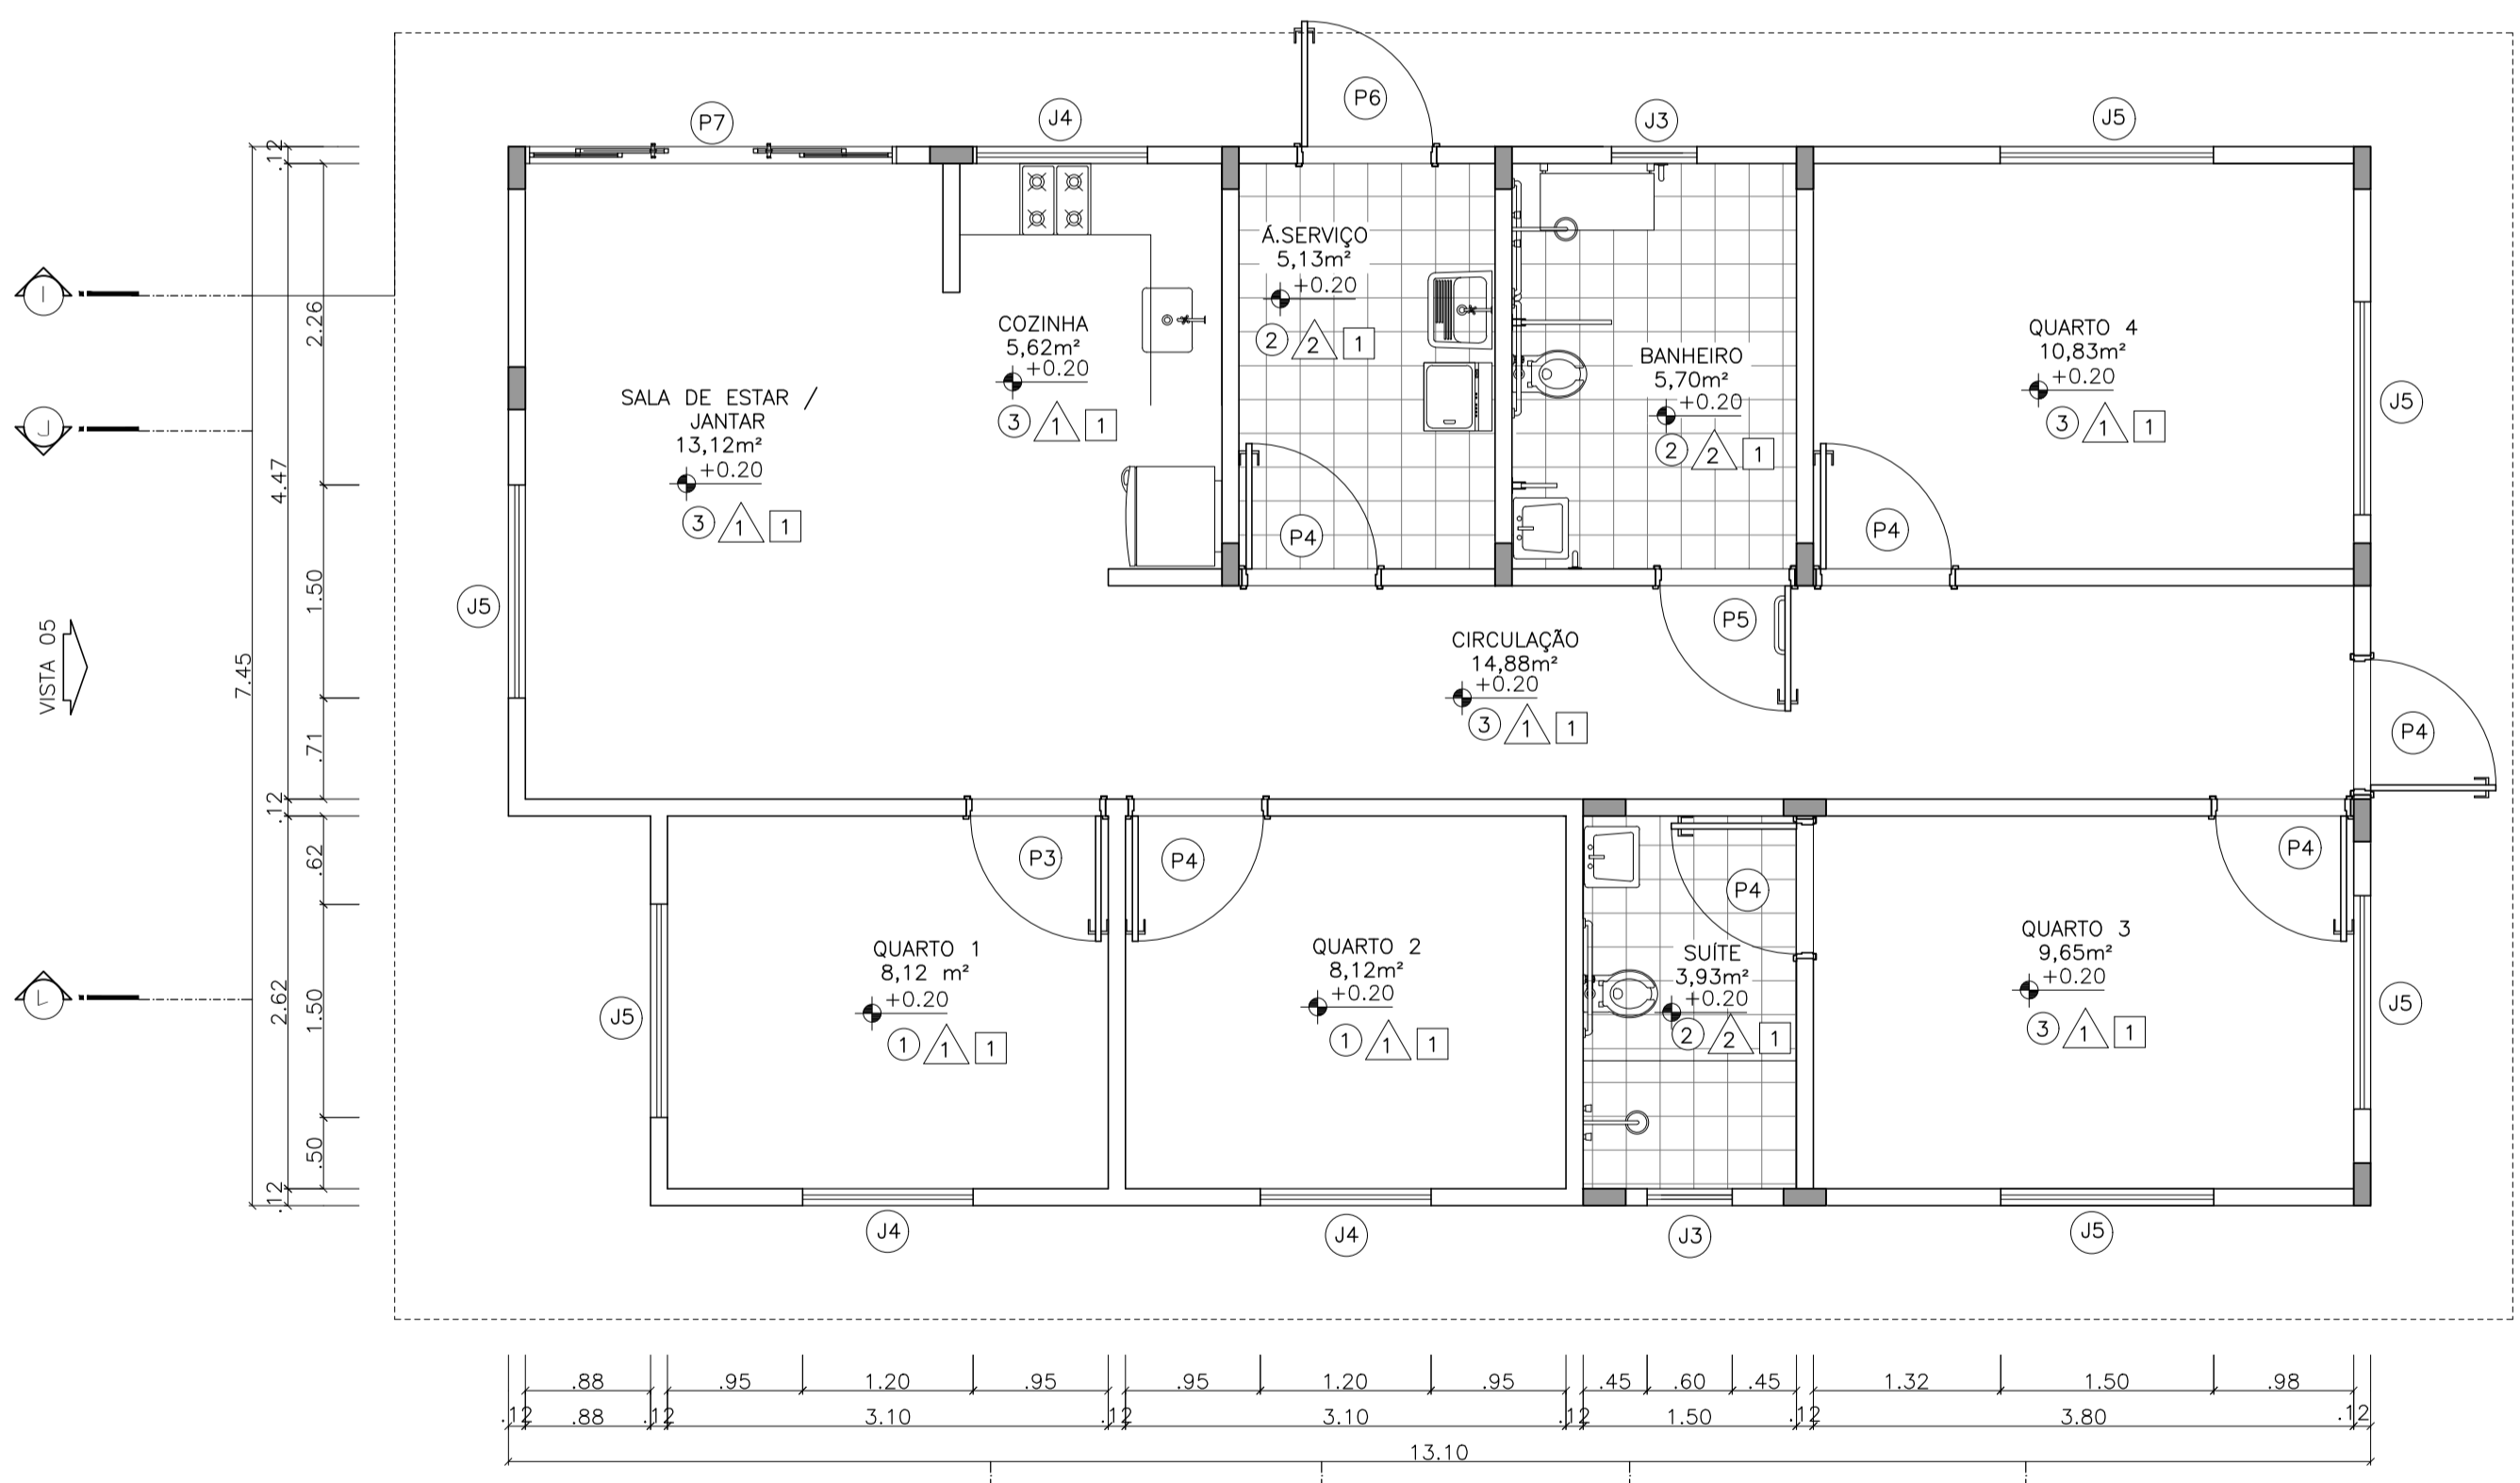 P6
P7
J4
J3
J5
.12
Á.SERVIÇO
5,13m²
+0.20
2
2
1
I
2.26
COZINHA
5,62m²
+0.20
3
1
1
QUARTO 4
10,83m²
+0.20
3
1
1
BANHEIRO
5,70m²
+0.20
2
2
1
J5
SALA DE ESTAR /
JANTAR
13,12m²
+0.20
3
1
1
J
4.47
P4
P4
1.50
J5
VISTA 05
7.45
P5
CIRCULAÇÃO
14,88m²
+0.20
3
1
1
.71
P4
.12
.62
P3
P4
P4
P4
QUARTO 1
8,12 m²
+0.20
1
1
1
QUARTO 2
8,12m²
+0.20
1
1
1
SUÍTE
3,93m²
+0.20
2
2
1
QUARTO 3
9,65m²
+0.20
3
1
1
2.62
1.50
J5
J5
.50
.12
J4
J4
J3
J5
.88
.95
1.20
.95
.95
1.20
.95
.45
.60
.45
1.32
1.50
.98
.12
.88
.12
3.10
.12
3.10
.12
1.50
.12
3.80
.12
13.10